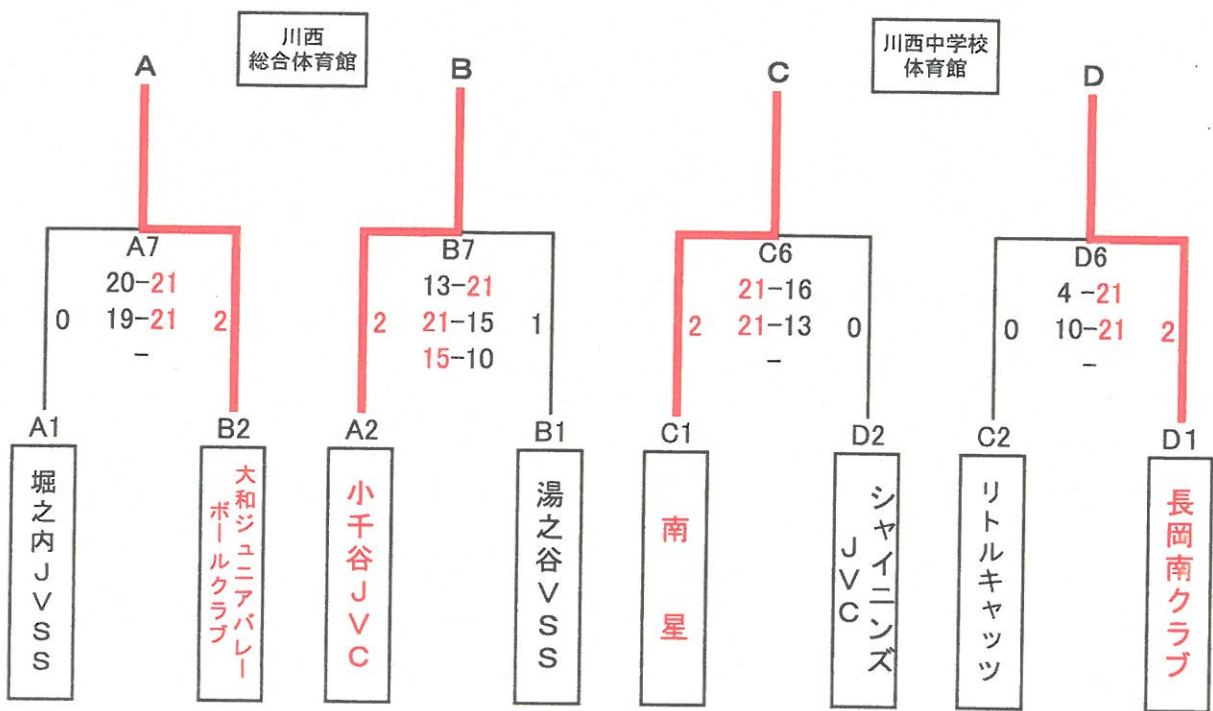 川西
総合体育館
川西中学校
体育館
A
B
C
D
A7
20-21
0 19-21 2
-
B7
13-21
2 21-15 1
15-10
C6
21-16
2 21-13 0
-
D6
4-21
0 10-21 2
-
A1
B2
A2
B1
C1
D2
C2
D1
堀之内JVSS
大和ジュニアバレー
ボールクラブ
小千谷JVC
湯之谷VSS
南星
シャイニンズ
JVC
リトルキャッツ
長岡南クラブ